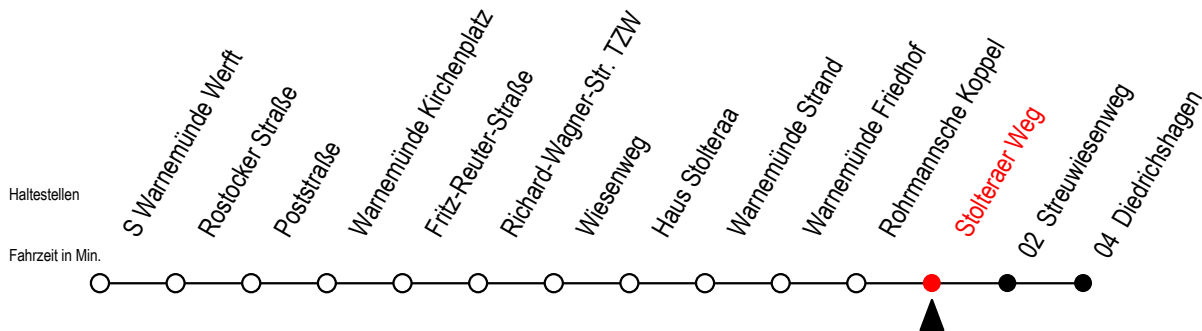 Haltestellen
Fahrzeit in Min.
S Warnemünde Werft
Rostocker Straße
Poststraße
Warnemünde Kirchenplatz
Fritz-Reuter-Straße
Richard-Wagner-Str. TZW
Wiesenweg
Haus Stolteraa
Warnemünde Strand
Warnemünde Friedhof
Rohrmannsche Koppel
Stolteraer Weg
02 Streuwiesenweg
04 Diedrichshagen